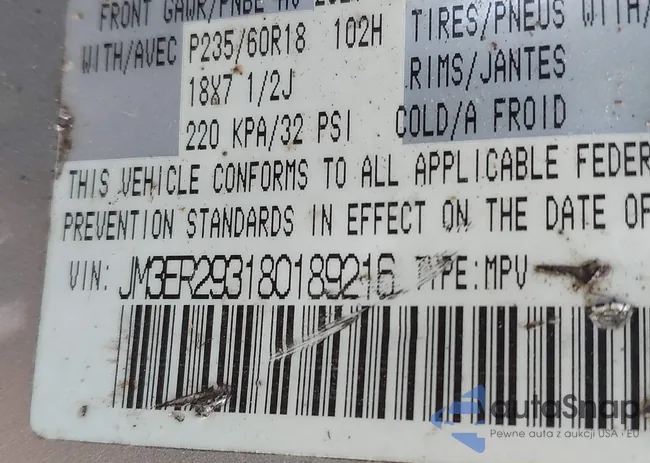 FRONT GAWR/PNBE AV
WITH/AVEC P235/60R18 102H TIRES/PNEUS WITH/
18X7 1/2J RIMS/JANTES
220 KPA/32 PSI COLD/A FROID
THIS VEHICLE CONFORMS TO ALL APPLICABLE FEDER
PREVENTION STANDARDS IN EFFECT ON THE DATE OF
VIN: JM3ER293180189216 TYPE:MPV
autaSnap
Pewne auta z aukcji USA · EU